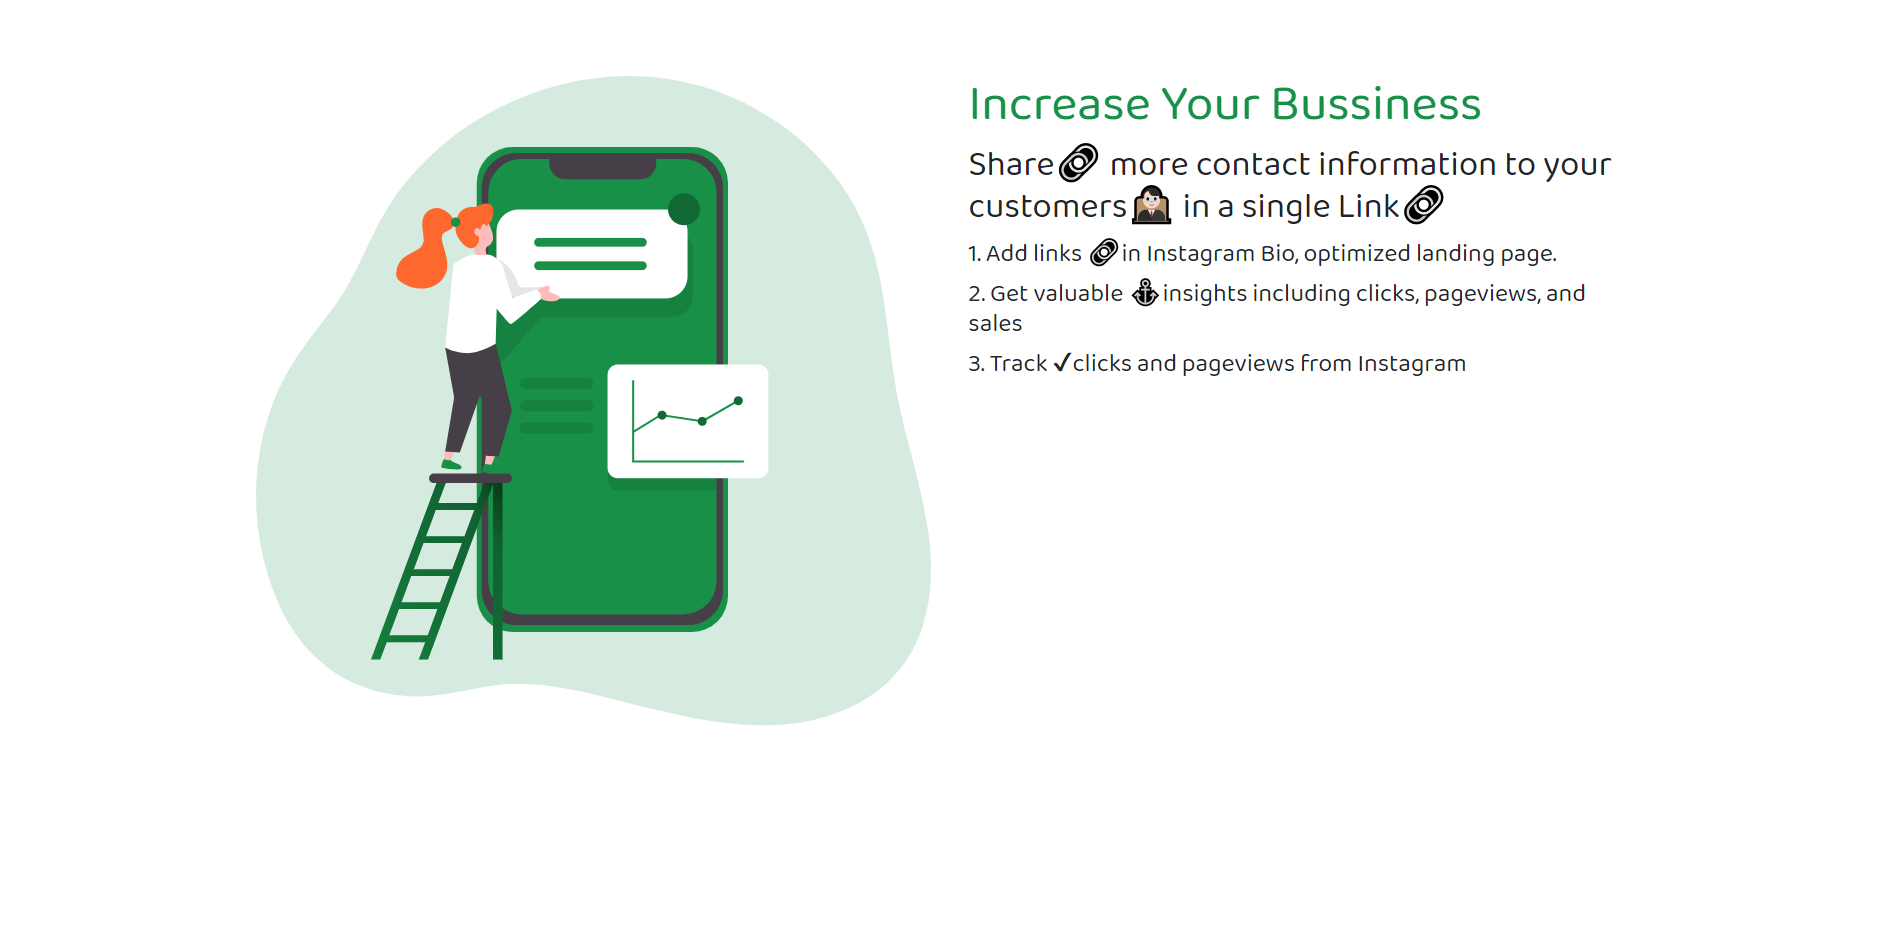 Increase Your Bussiness
Share🔗 more contact information to your
customers👩🏻‍💼 in a single Link🔗
1. Add links 🔗in Instagram Bio, optimized landing page.
2. Get valuable ⚓insights including clicks, pageviews, and
sales
3. Track ✓clicks and pageviews from Instagram